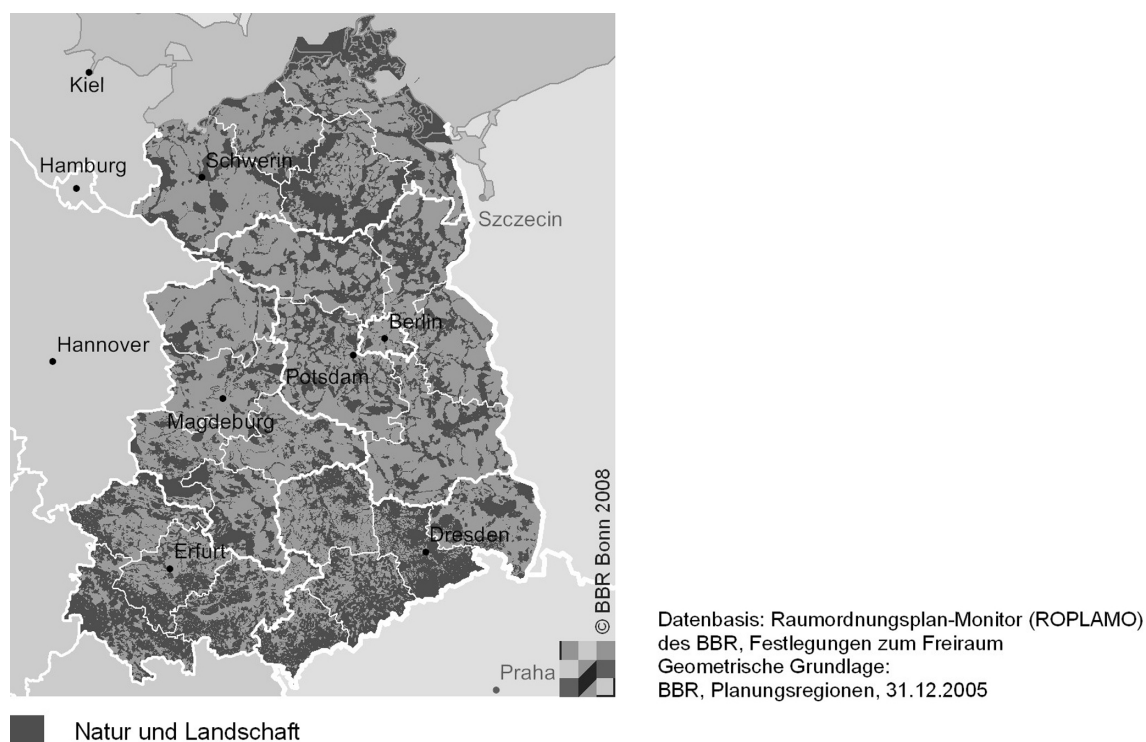 Kiel
Hamburg
Schwerin
Szczecin
Hannover
Berlin
Potsdam
Magdeburg
Erfurt
Dresden
Praha
© BBR Bonn 2008
Datenbasis: Raumordnungsplan-Monitor (ROPLAMO)
des BBR, Festlegungen zum Freiraum
Geometrische Grundlage:
BBR, Planungsregionen, 31.12.2005
Natur und Landschaft